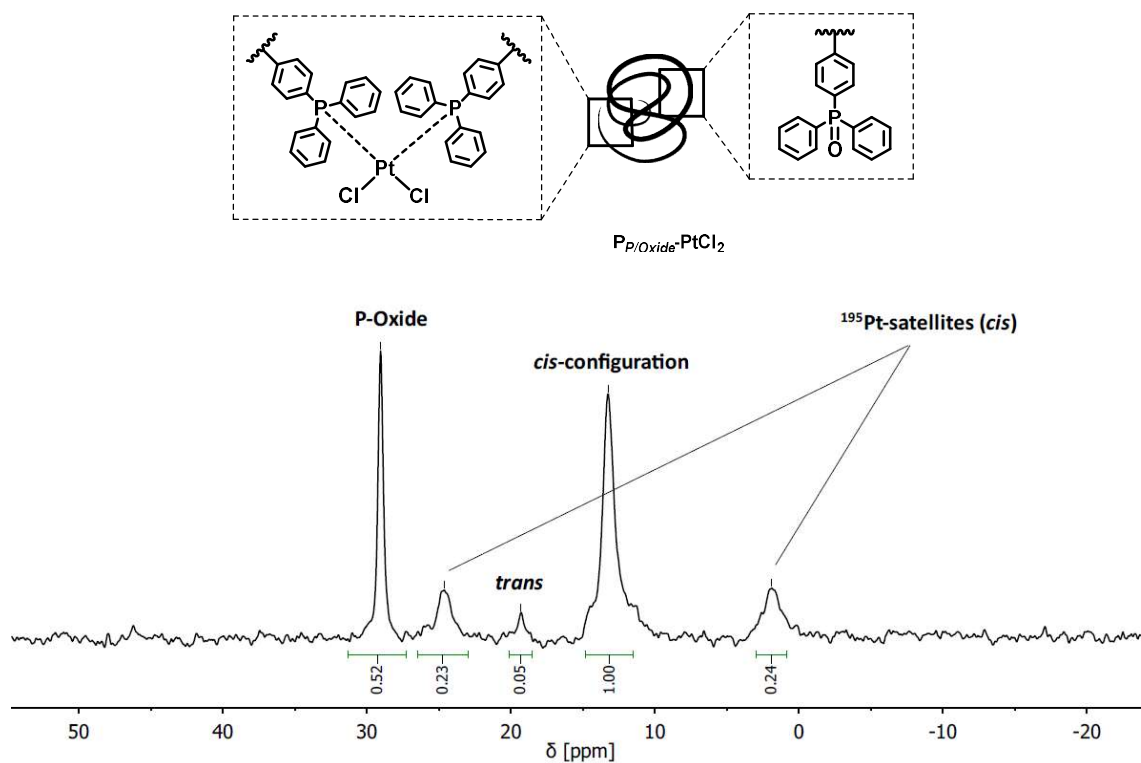 P
P
Pt
Cl
Cl
P
O
P_P/Oxide-PtCl₂
P-Oxide
cis-configuration
¹⁹⁵Pt-satellites (cis)
trans
0.52
0.23
0.05
1.00
0.24
50
40
30
20
10
0
-10
-20
δ [ppm]